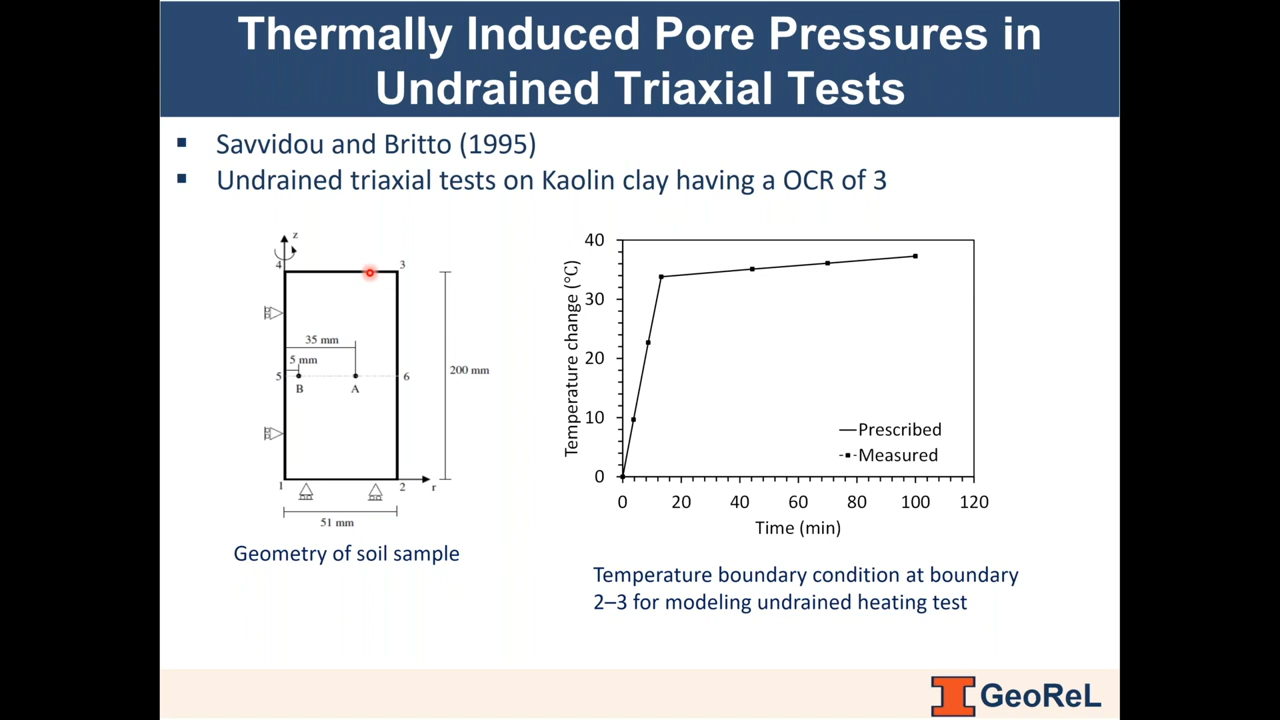 Thermally Induced Pore Pressures in
Undrained Triaxial Tests
▪ Savvidou and Britto (1995)
▪ Undrained triaxial tests on Kaolin clay having a OCR of 3
z
4
3
35 mm
5 mm
5
B
A
6
200 mm
1
2
r
51 mm
Geometry of soil sample
Temperature change (°C)
40
30
20
10
0
Prescribed
Measured
0 20 40 60 80 100 120
Time (min)
Temperature boundary condition at boundary
2–3 for modeling undrained heating test
I GeoReL